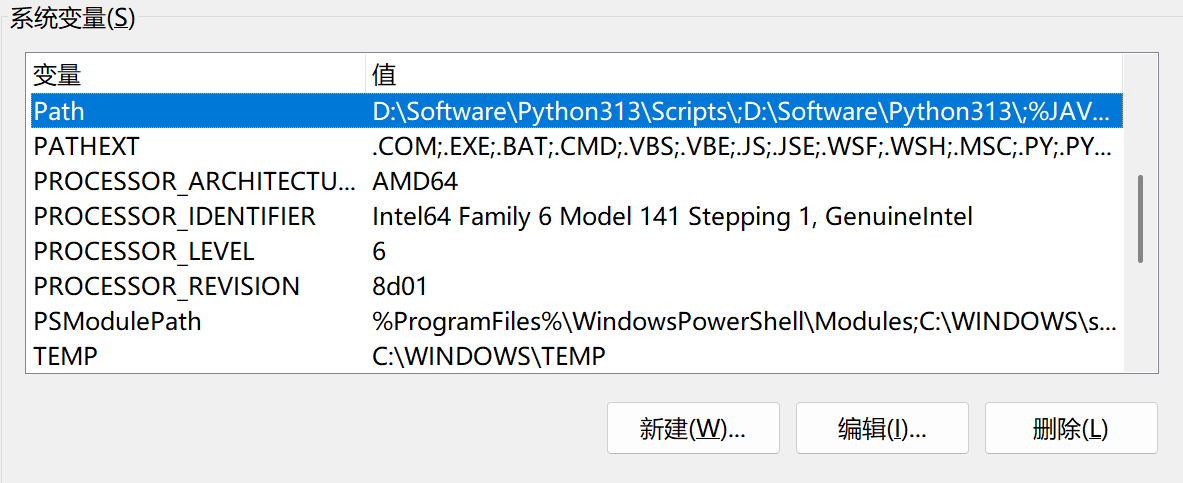 系统变量(S)
变量 值
Path D:\Software\Python313\Scripts\;D:\Software\Python313\;%JAV...
PATHEXT .COM;.EXE;.BAT;.CMD;.VBS;.VBE;.JS;.JSE;.WSF;.WSH;.MSC;.PY;.PY...
PROCESSOR_ARCHITECTU... AMD64
PROCESSOR_IDENTIFIER Intel64 Family 6 Model 141 Stepping 1, GenuineIntel
PROCESSOR_LEVEL 6
PROCESSOR_REVISION 8d01
PSModulePath %ProgramFiles%\WindowsPowerShell\Modules;C:\WINDOWS\s...
TEMP C:\WINDOWS\TEMP
新建(W)... 编辑(I)... 删除(L)